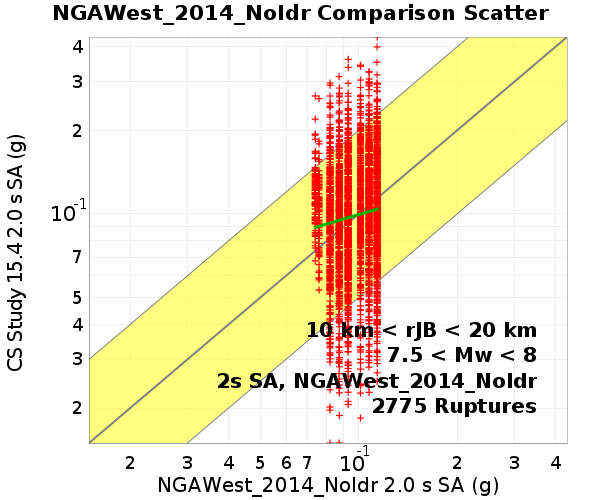 NGAWest_2014_NoIdr Comparison Scatter
CS Study 15.4 2.0 s SA (g)
4
3
2
10-1
7
5
4
3
2
10 km < rJB < 20 km
7.5 < Mw < 8
2s SA, NGAWest_2014_NoIdr
2775 Ruptures
2 3 4 5 6 7 10-1 2 3 4
NGAWest_2014_NoIdr 2.0 s SA (g)